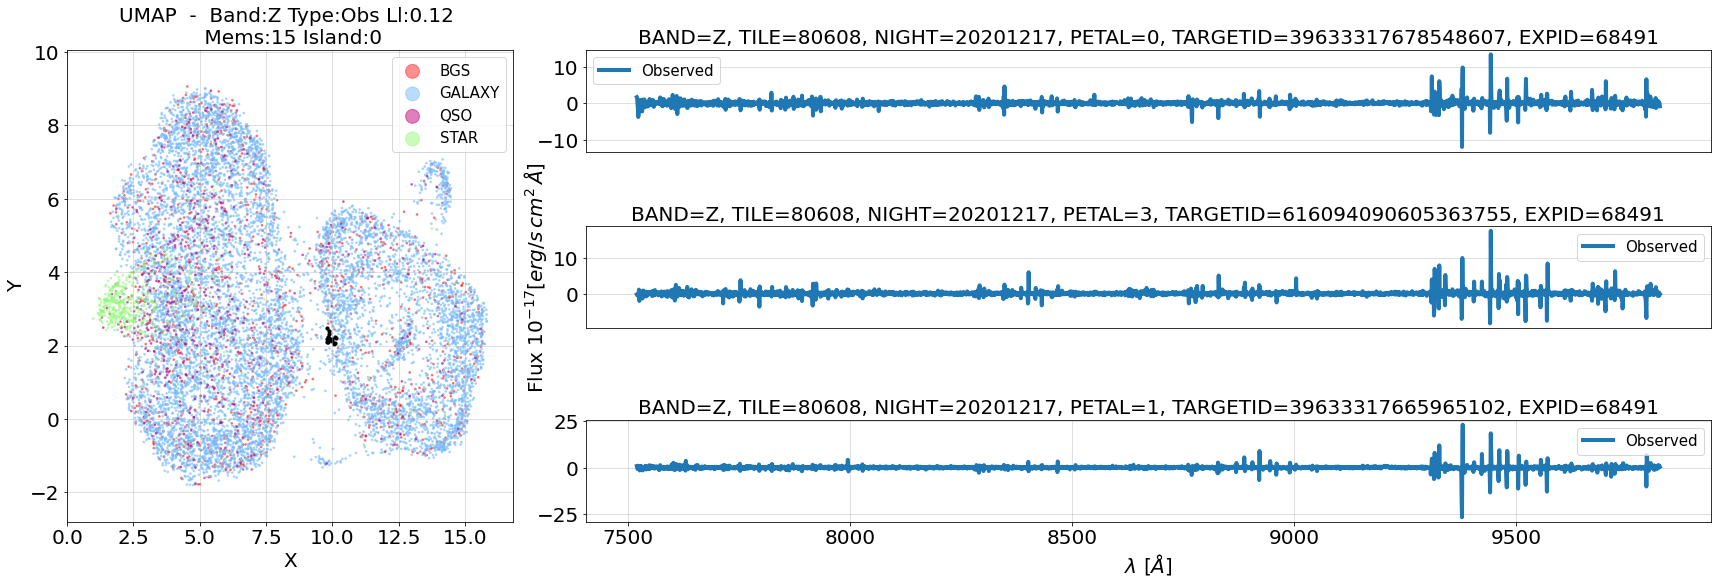 UMAP - Band:Z Type:Obs Ll:0.12
Mems:15 Island:0
10
8
6
4
2
0
−2
Y
0.0 2.5 5.0 7.5 10.0 12.5 15.0
X
BGS
GALAXY
QSO
STAR
BAND=Z, TILE=80608, NIGHT=20201217, PETAL=0, TARGETID=39633317678548607, EXPID=68491
Observed
10
0
−10
Flux 10^{-17}[erg/s cm^2 Å]
BAND=Z, TILE=80608, NIGHT=20201217, PETAL=3, TARGETID=616094090605363755, EXPID=68491
Observed
10
0
BAND=Z, TILE=80608, NIGHT=20201217, PETAL=1, TARGETID=39633317665965102, EXPID=68491
Observed
25
0
−25
7500 8000 8500 9000 9500
λ [Å]